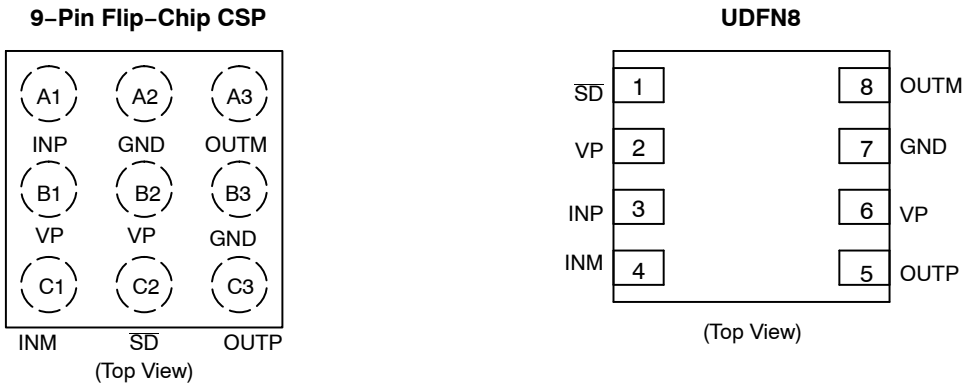 9−Pin Flip−Chip CSP
A1 A2 A3
INP GND OUTM
B1 B2 B3
VP VP GND
C1 C2 C3
INM S̅D̅ OUTP
(Top View)
UDFN8
S̅D̅ 1 8 OUTM
VP 2 7 GND
INP 3 6 VP
INM 4 5 OUTP
(Top View)